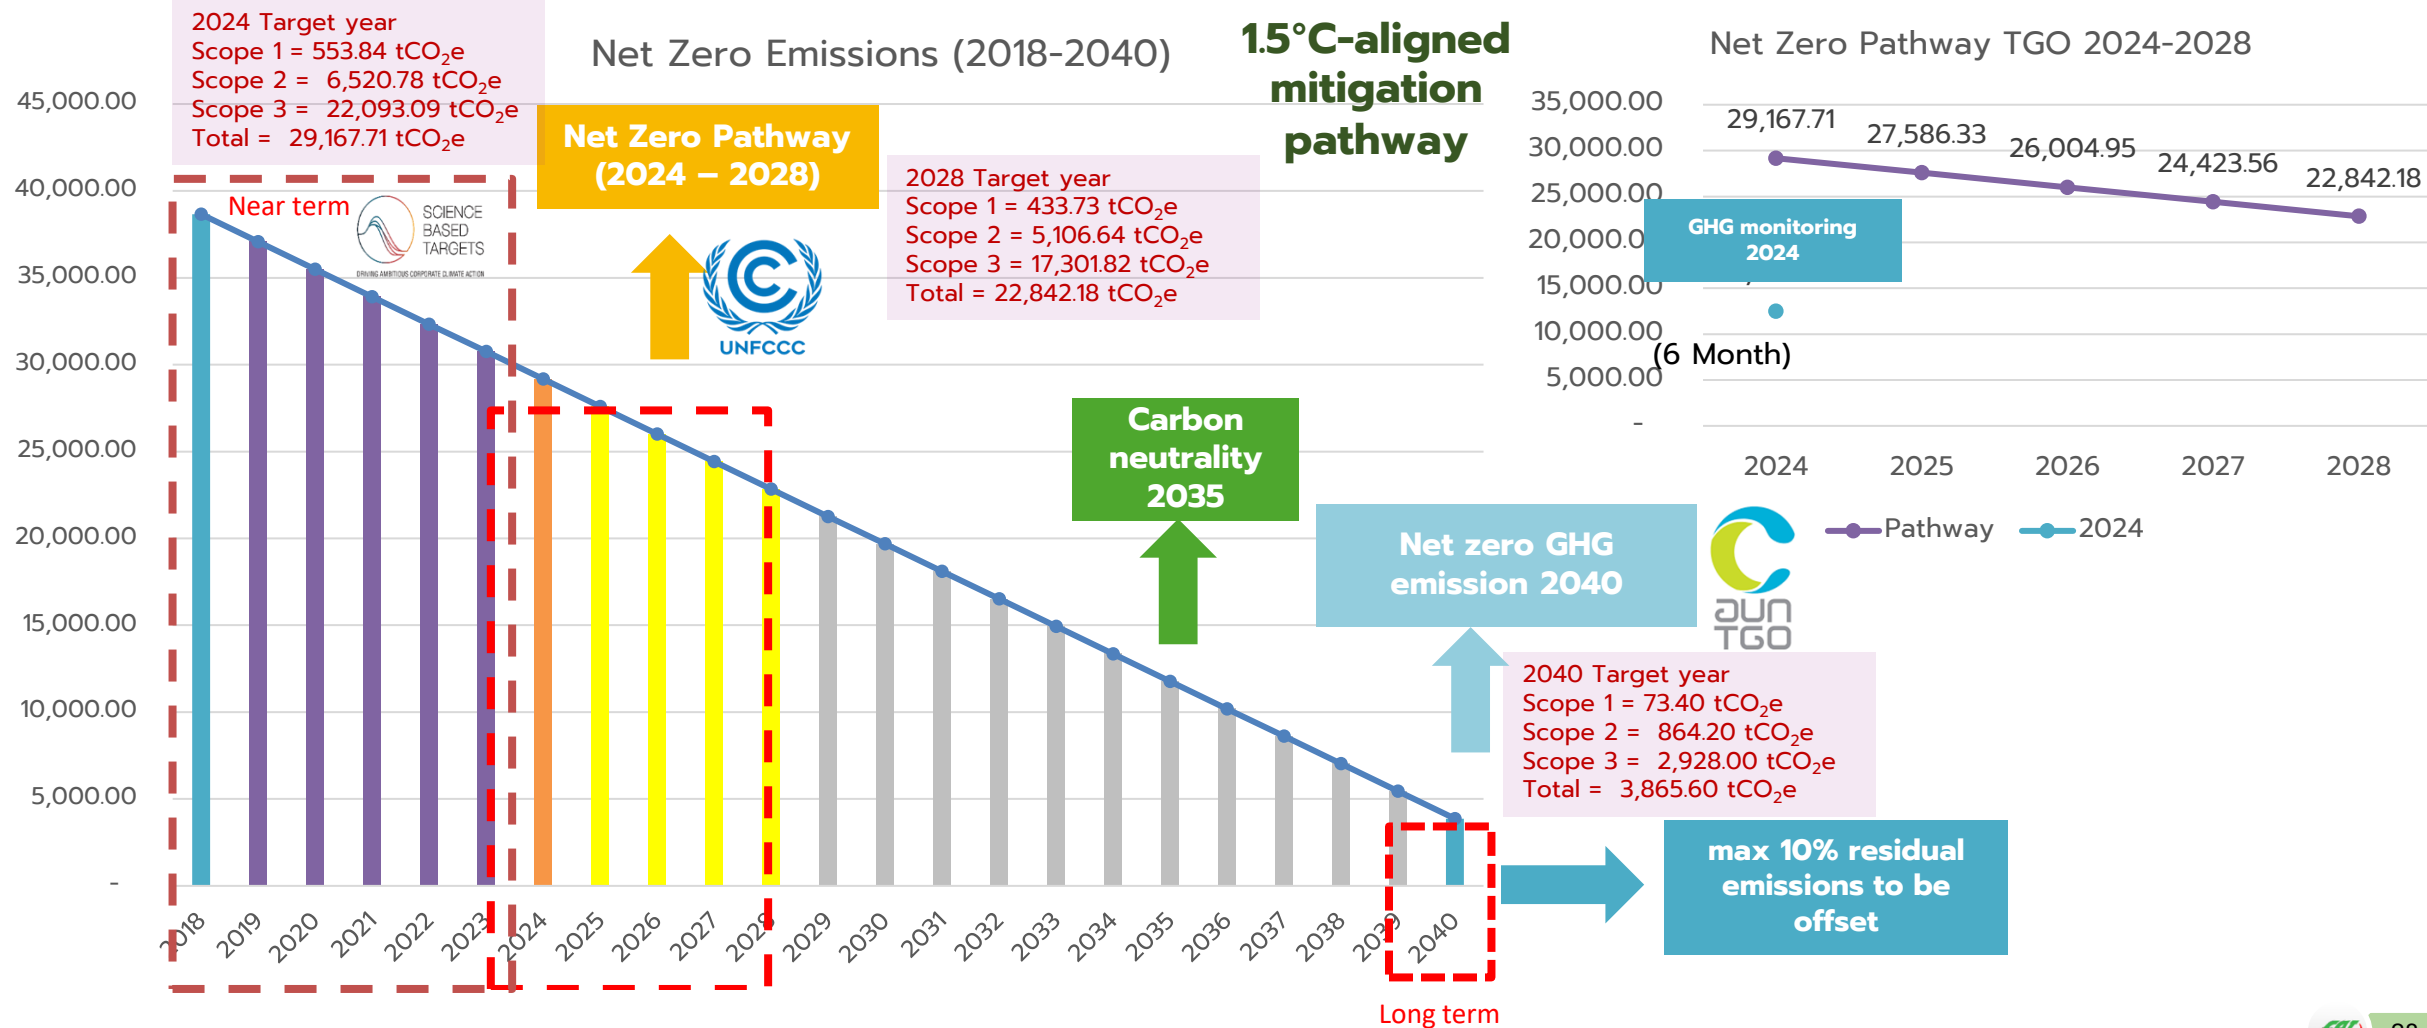 2024 Target year
Scope 1 = 553.84 tCO₂e
Scope 2 =  6,520.78 tCO₂e
Scope 3 =  22,093.09 tCO₂e
Total =  29,167.71 tCO₂e
Net Zero Emissions (2018-2040)
1.5°C-aligned
mitigation
pathway
Net Zero Pathway TGO 2024-2028
45,000.00
40,000.00
35,000.00
30,000.00
25,000.00
20,000.00
15,000.00
10,000.00
5,000.00
-
Net Zero Pathway
(2024 – 2028)
Near term
SCIENCE
BASED
TARGETS
DRIVING AMBITIOUS CORPORATE CLIMATE ACTION
UNFCCC
2028 Target year
Scope 1 = 433.73 tCO₂e
Scope 2 = 5,106.64 tCO₂e
Scope 3 = 17,301.82 tCO₂e
Total = 22,842.18 tCO₂e
Carbon
neutrality
2035
Net zero GHG
emission 2040
2018 2019 2020 2021 2022 2023 2024 2025 2026 2027 2028 2029 2030 2031 2032 2033 2034 2035 2036 2037 2038 2039 2040
Long term
35,000.00
30,000.00
25,000.00
20,000.00
15,000.00
10,000.00
5,000.00
-
29,167.71
27,586.33
26,004.95
24,423.56
22,842.18
GHG monitoring
2024
(6 Month)
2024 2025 2026 2027 2028
Pathway 2024
อบก
TGO
2040 Target year
Scope 1 = 73.40 tCO₂e
Scope 2 =  864.20 tCO₂e
Scope 3 =  2,928.00 tCO₂e
Total =  3,865.60 tCO₂e
max 10% residual
emissions to be
offset